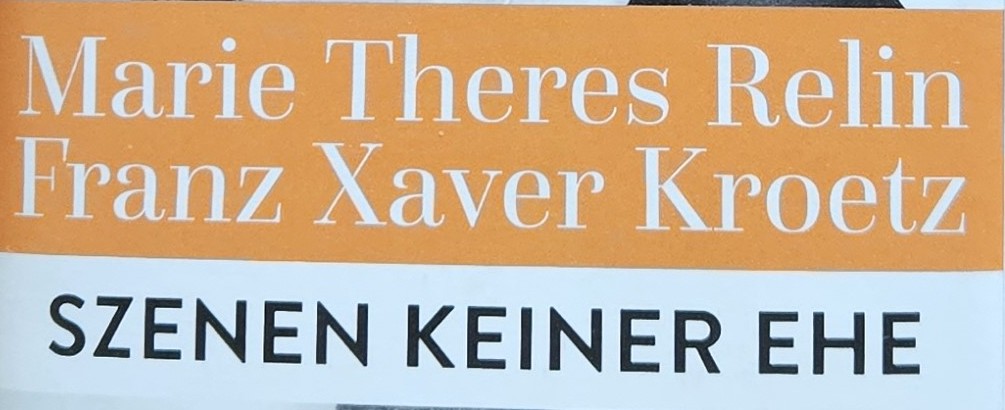 Marie Theres Relin
Franz Xaver Kroetz
SZENEN KEINER EHE